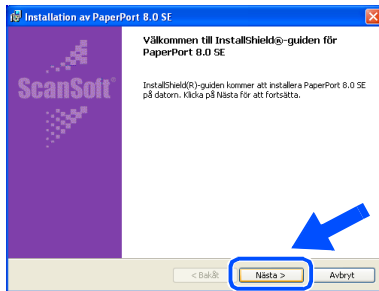 Installation av PaperPort 8.0 SE
Välkommen till InstallShield®-guiden för
PaperPort 8.0 SE
ScanSoft®
InstallShield(R)-guiden kommer att installera PaperPort 8.0 SE
på datorn. Klicka på Nästa för att fortsätta.
< Bakåt Nästa > Avbryt